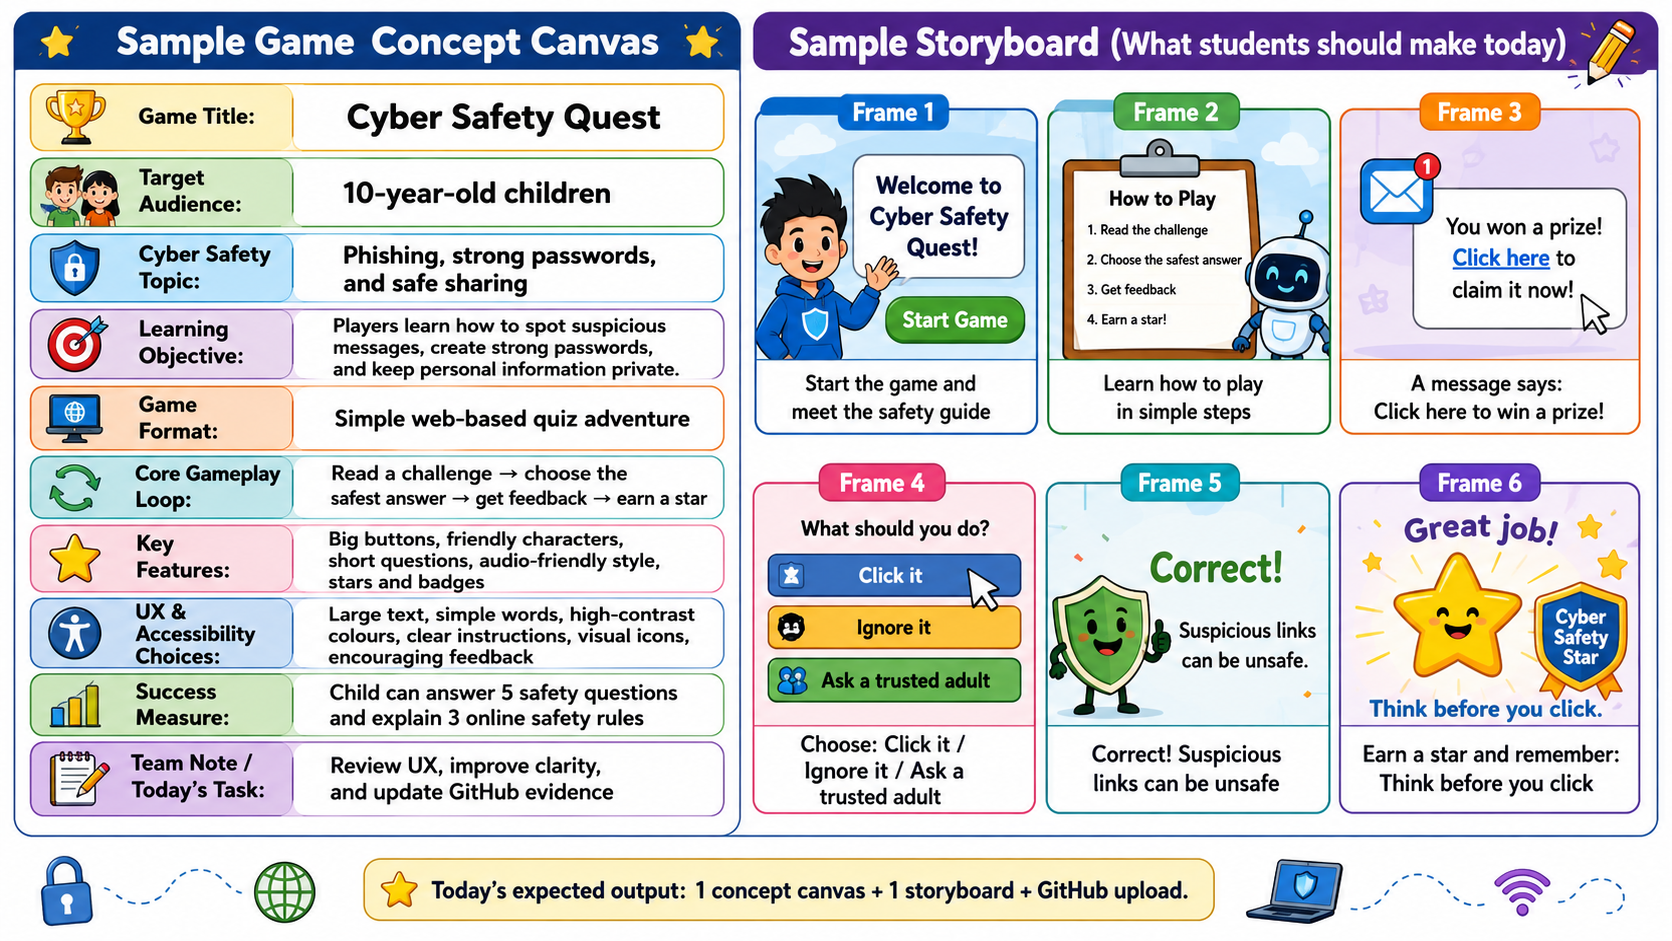 Sample Game Concept Canvas
Game Title:
Cyber Safety Quest
Target
Audience:
10-year-old children
Cyber Safety
Topic:
Phishing, strong passwords,
and safe sharing
Learning
Objective:
Players learn how to spot suspicious
messages, create strong passwords,
and keep personal information private.
Game
Format:
Simple web-based quiz adventure
Core Gameplay
Loop:
Read a challenge → choose the
safest answer → get feedback → earn a star
Key
Features:
Big buttons, friendly characters,
short questions, audio-friendly style,
stars and badges
UX &
Accessibility
Choices:
Large text, simple words, high-contrast
colours, clear instructions, visual icons,
encouraging feedback
Success
Measure:
Child can answer 5 safety questions
and explain 3 online safety rules
Team Note /
Today's Task:
Review UX, improve clarity,
and update GitHub evidence
Sample Storyboard (What students should make today)
Frame 1
Welcome to
Cyber Safety
Quest!
Start Game
Start the game and
meet the safety guide
Frame 2
How to Play
1. Read the challenge
2. Choose the safest answer
3. Get feedback
4. Earn a star!
Learn how to play
in simple steps
Frame 3
1
You won a prize!
Click here to
claim it now!
A message says:
Click here to win a prize!
Frame 4
What should you do?
Click it
Ignore it
Ask a trusted adult
Choose: Click it /
Ignore it / Ask a
trusted adult
Frame 5
Correct!
Suspicious links
can be unsafe.
Correct! Suspicious
links can be unsafe
Frame 6
Great job!
Cyber
Safety
Star
Think before you click.
Earn a star and remember:
Think before you click
Today's expected output: 1 concept canvas + 1 storyboard + GitHub upload.